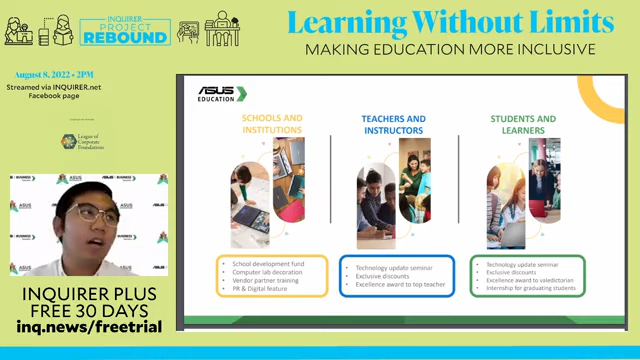 INQUIRER
PROJECT
REBOUND
Learning Without Limits
MAKING EDUCATION MORE INCLUSIVE
August 8, 2022 • 2PM
Streamed via INQUIRER.net
Facebook page
League of
Corporate
Foundations
ASUS
EDUCATION
SCHOOLS AND
INSTITUTIONS
TEACHERS AND
INSTRUCTORS
STUDENTS AND
LEARNERS
• School development fund
• Computer lab decoration
• Vendor partner training
• PR & Digital feature
• Technology update seminar
• Exclusive discounts
• Excellence award to top teacher
• Technology update seminar
• Exclusive discounts
• Excellence award to valedictorian
• Internship for graduating students
INQUIRER PLUS
FREE 30 DAYS
inq.news/freetrial